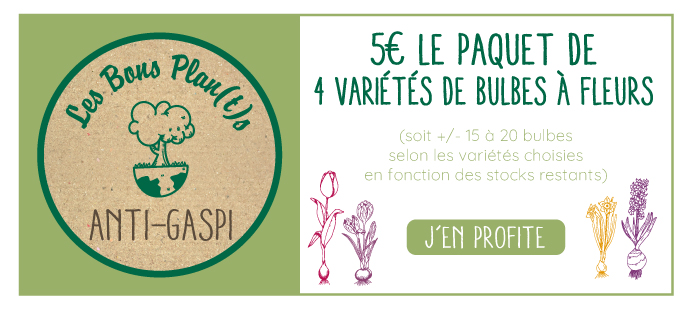 Les Bons Plan(t)s
ANTI-GASPI
5€ LE PAQUET DE
4 VARIÉTÉS DE BULBES À FLEURS
(soit +/- 15 à 20 bulbes
selon les variétés choisies
en fonction des stocks restants)
J'EN PROFITE